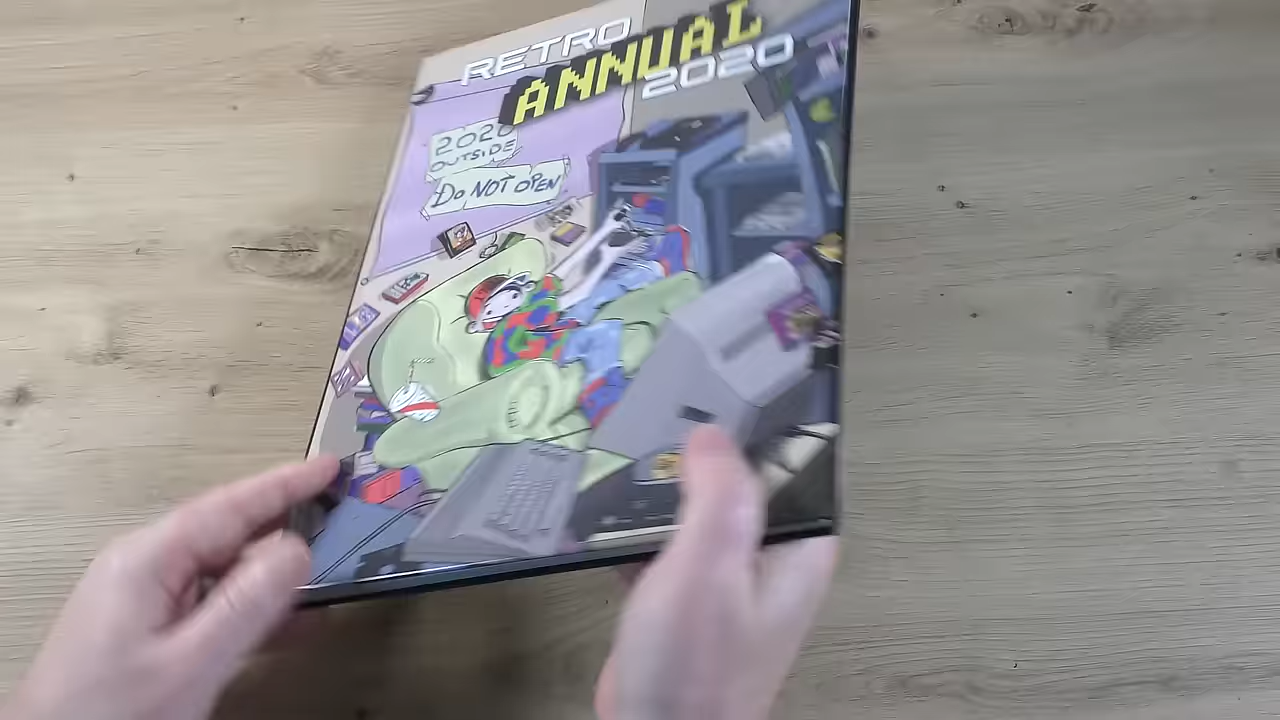 RETRO
ANNUAL
2020
2020
OUTSIDE
DO NOT OPEN